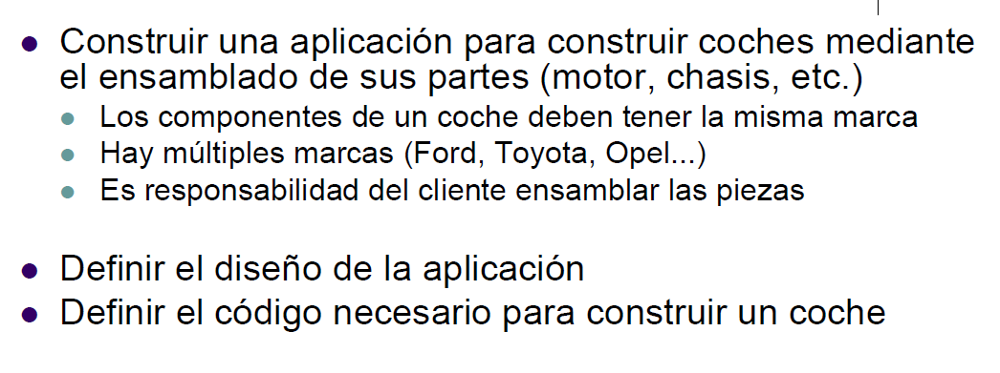 Construir una aplicación para construir coches mediante
el ensamblado de sus partes (motor, chasis, etc.)
Los componentes de un coche deben tener la misma marca
Hay múltiples marcas (Ford, Toyota, Opel...)
Es responsabilidad del cliente ensamblar las piezas
Definir el diseño de la aplicación
Definir el código necesario para construir un coche